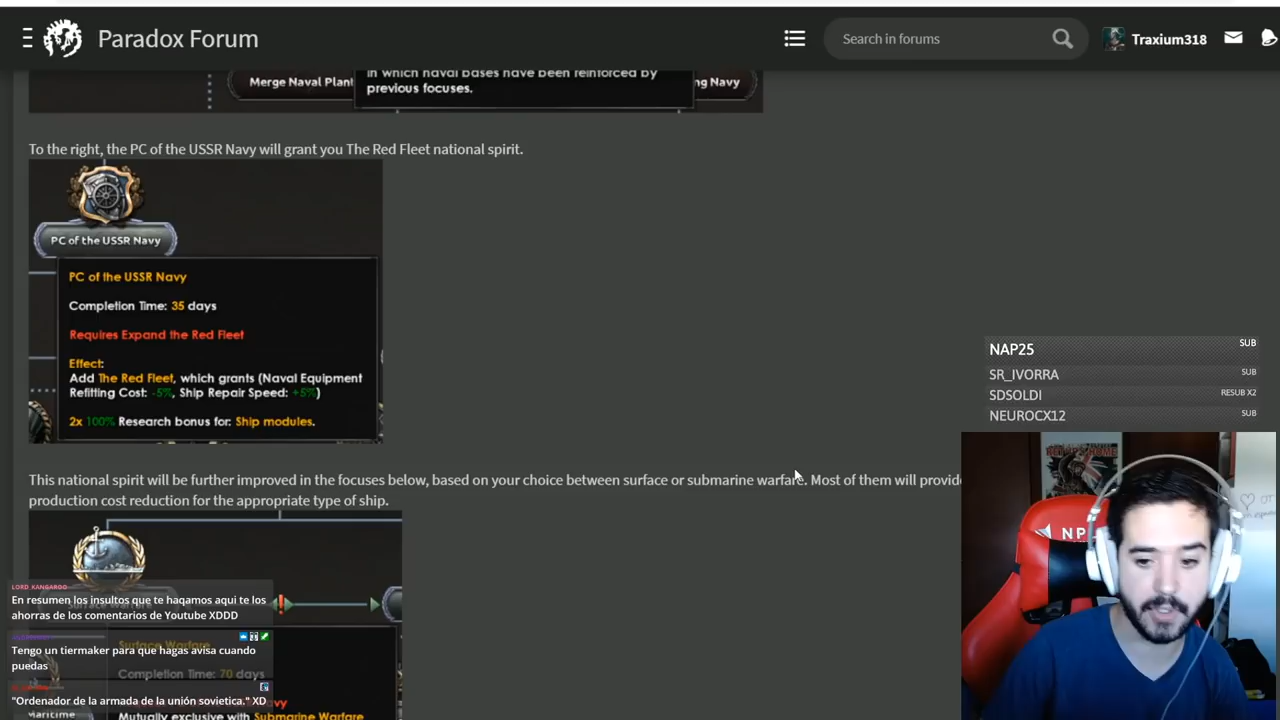 Paradox Forum
Search in forums
Traxium318
Merge Naval Plant
in which naval bases have been reinforced by
previous focuses.
ng Navy
To the right, the PC of the USSR Navy will grant you The Red Fleet national spirit.
PC of the USSR Navy
PC of the USSR Navy
Completion Time: 35 days
Requires Expand the Red Fleet
Effect:
Add The Red Fleet, which grants (Naval Equipment
Refitting Cost: -5%, Ship Repair Speed: +5%)
2x 100% Research bonus for: Ship modules.
NAP25 SUB
SR_IVORRA SUB
SDSOLDI RESUB X2
NEUROCX12 SUB
This national spirit will be further improved in the focuses below, based on your choice between surface or submarine warfare. Most of them will provide
production cost reduction for the appropriate type of ship.
LORD_KANGAROO
En resumen los insultos que te hagamos aqui te los
ahorras de los comentarios de Youtube XDDD
Surface Warfare
Tengo un tiermaker para que hagas avisa cuando
puedas
Surface Warfare
Completion Time: 70 days
"Ordenador de la armada de la unión sovietica." XD
vy
Maritime
Mutually exclusive with Submarine Warfare